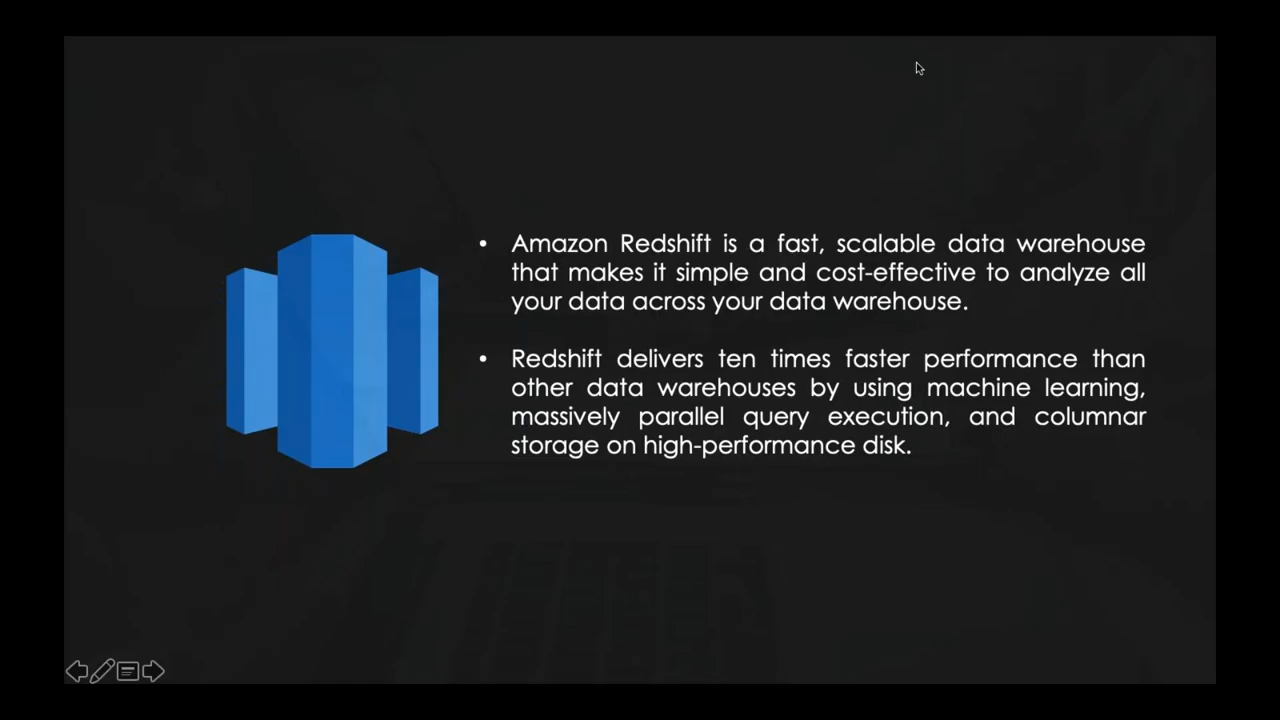 • Amazon Redshift is a fast, scalable data warehouse
that makes it simple and cost-effective to analyze all
your data across your data warehouse.
• Redshift delivers ten times faster performance than
other data warehouses by using machine learning,
massively parallel query execution, and columnar
storage on high-performance disk.